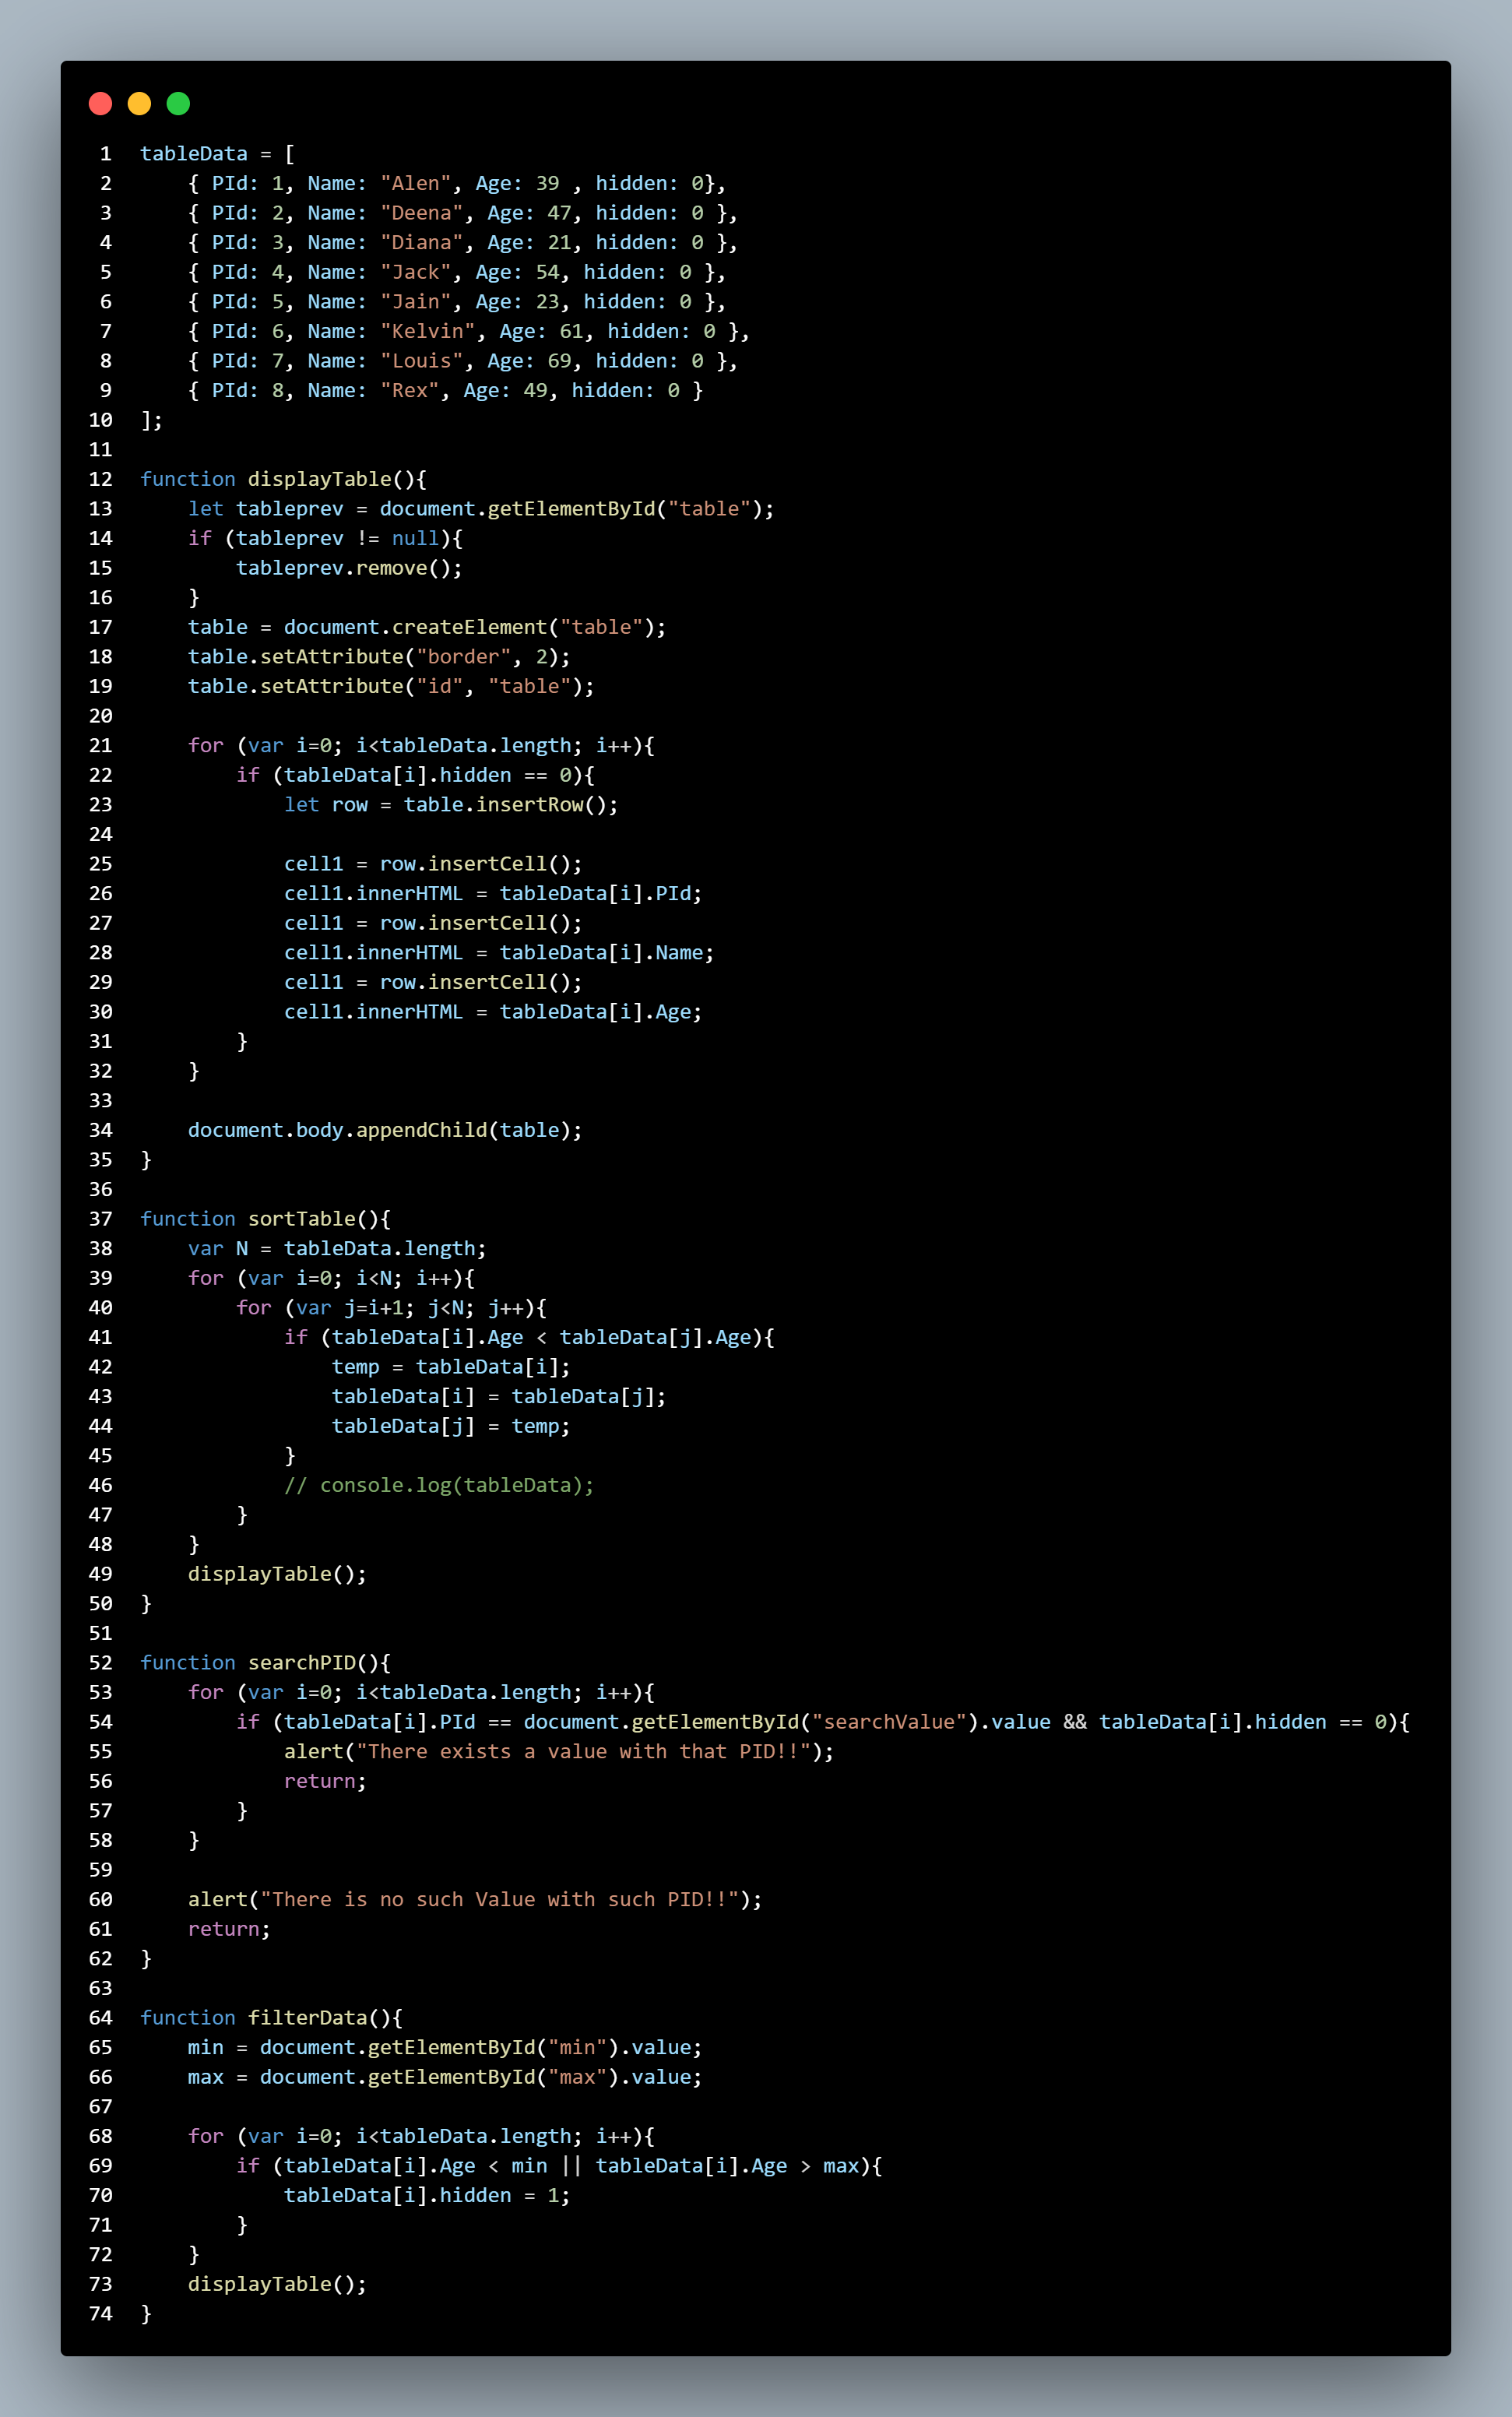 1 tableData = [
2     { PId: 1, Name: "Alen", Age: 39 , hidden: 0},
3     { PId: 2, Name: "Deena", Age: 47, hidden: 0 },
4     { PId: 3, Name: "Diana", Age: 21, hidden: 0 },
5     { PId: 4, Name: "Jack", Age: 54, hidden: 0 },
6     { PId: 5, Name: "Jain", Age: 23, hidden: 0 },
7     { PId: 6, Name: "Kelvin", Age: 61, hidden: 0 },
8     { PId: 7, Name: "Louis", Age: 69, hidden: 0 },
9     { PId: 8, Name: "Rex", Age: 49, hidden: 0 }
10 ];
11
12 function displayTable(){
13     let tableprev = document.getElementById("table");
14     if (tableprev != null){
15         tableprev.remove();
16     }
17     table = document.createElement("table");
18     table.setAttribute("border", 2);
19     table.setAttribute("id", "table");
20
21     for (var i=0; i<tableData.length; i++){
22         if (tableData[i].hidden == 0){
23             let row = table.insertRow();
24
25             cell1 = row.insertCell();
26             cell1.innerHTML = tableData[i].PId;
27             cell1 = row.insertCell();
28             cell1.innerHTML = tableData[i].Name;
29             cell1 = row.insertCell();
30             cell1.innerHTML = tableData[i].Age;
31         }
32     }
33
34     document.body.appendChild(table);
35 }
36
37 function sortTable(){
38     var N = tableData.length;
39     for (var i=0; i<N; i++){
40         for (var j=i+1; j<N; j++){
41             if (tableData[i].Age < tableData[j].Age){
42                 temp = tableData[i];
43                 tableData[i] = tableData[j];
44                 tableData[j] = temp;
45             }
46             // console.log(tableData);
47         }
48     }
49     displayTable();
50 }
51
52 function searchPID(){
53     for (var i=0; i<tableData.length; i++){
54         if (tableData[i].PId == document.getElementById("searchValue").value && tableData[i].hidden == 0){
55             alert("There exists a value with that PID!!");
56             return;
57         }
58     }
59
60     alert("There is no such Value with such PID!!");
61     return;
62 }
63
64 function filterData(){
65     min = document.getElementById("min").value;
66     max = document.getElementById("max").value;
67
68     for (var i=0; i<tableData.length; i++){
69         if (tableData[i].Age < min || tableData[i].Age > max){
70             tableData[i].hidden = 1;
71         }
72     }
73     displayTable();
74 }